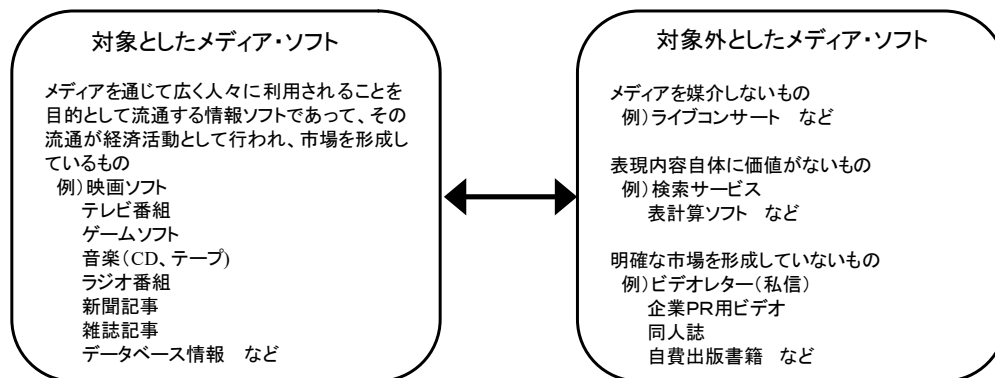 対象としたメディア・ソフト
メディアを通じて広く人々に利用されることを
目的として流通する情報ソフトであって、その
流通が経済活動として行われ、市場を形成し
ているもの
例)映画ソフト
テレビ番組
ゲームソフト
音楽(CD、テープ)
ラジオ番組
新聞記事
雑誌記事
データベース情報 など
対象外としたメディア・ソフト
メディアを媒介しないもの
例)ライブコンサート など
表現内容自体に価値がないもの
例)検索サービス
表計算ソフト など
明確な市場を形成していないもの
例)ビデオレター(私信)
企業PR用ビデオ
同人誌
自費出版書籍 など